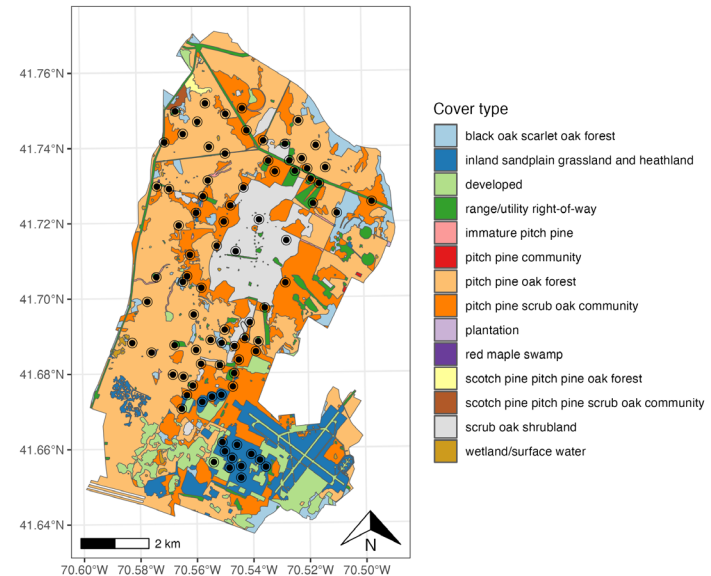 41.76°N
41.74°N
41.72°N
41.70°N
41.68°N
41.66°N
41.64°N
2 km
N
70.60°W 70.58°W 70.56°W 70.54°W 70.52°W 70.50°W
Cover type
black oak scarlet oak forest
inland sandplain grassland and heathland
developed
range/utility right-of-way
immature pitch pine
pitch pine community
pitch pine oak forest
pitch pine scrub oak community
plantation
red maple swamp
scotch pine pitch pine oak forest
scotch pine pitch pine scrub oak community
scrub oak shrubland
wetland/surface water